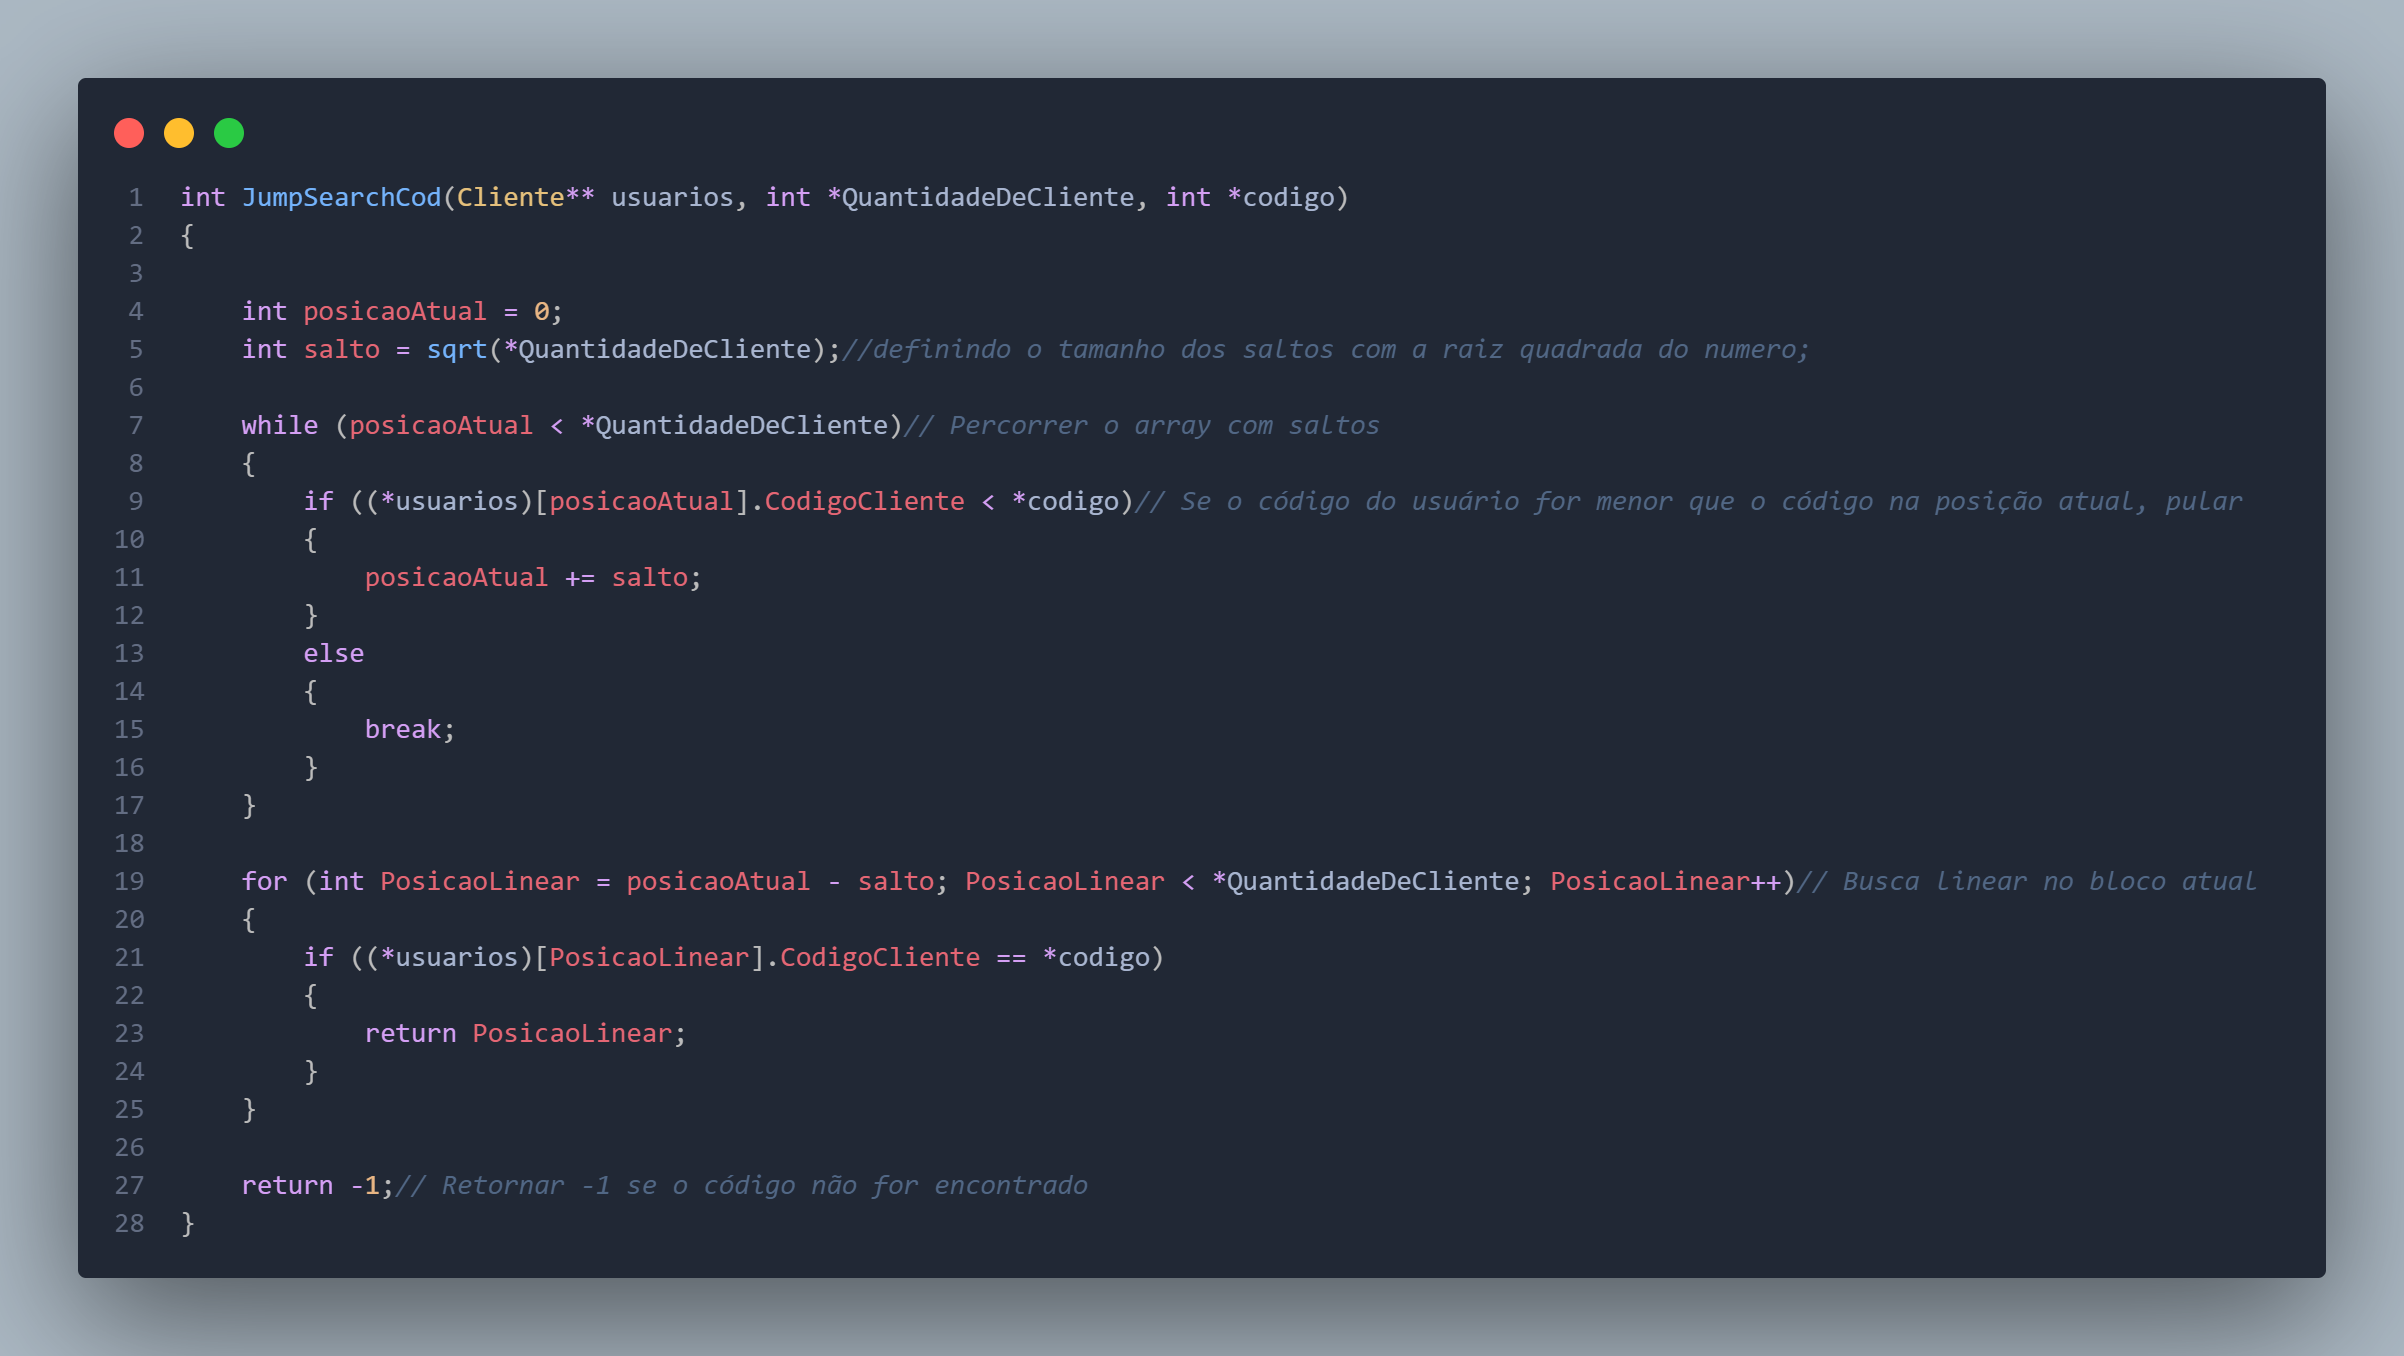 1 int JumpSearchCod(Cliente** usuarios, int *QuantidadeDeCliente, int *codigo)
2 {
3
4     int posicaoAtual = 0;
5     int salto = sqrt(*QuantidadeDeCliente);//definindo o tamanho dos saltos com a raiz quadrada do numero;
6
7     while (posicaoAtual < *QuantidadeDeCliente)// Percorrer o array com saltos
8     {
9         if ((*usuarios)[posicaoAtual].CodigoCliente < *codigo)// Se o código do usuário for menor que o código na posição atual, pular
10         {
11             posicaoAtual += salto;
12         }
13         else
14         {
15             break;
16         }
17     }
18
19     for (int PosicaoLinear = posicaoAtual - salto; PosicaoLinear < *QuantidadeDeCliente; PosicaoLinear++)// Busca linear no bloco atual
20     {
21         if ((*usuarios)[PosicaoLinear].CodigoCliente == *codigo)
22         {
23             return PosicaoLinear;
24         }
25     }
26
27     return -1;// Retornar -1 se o código não for encontrado
28 }